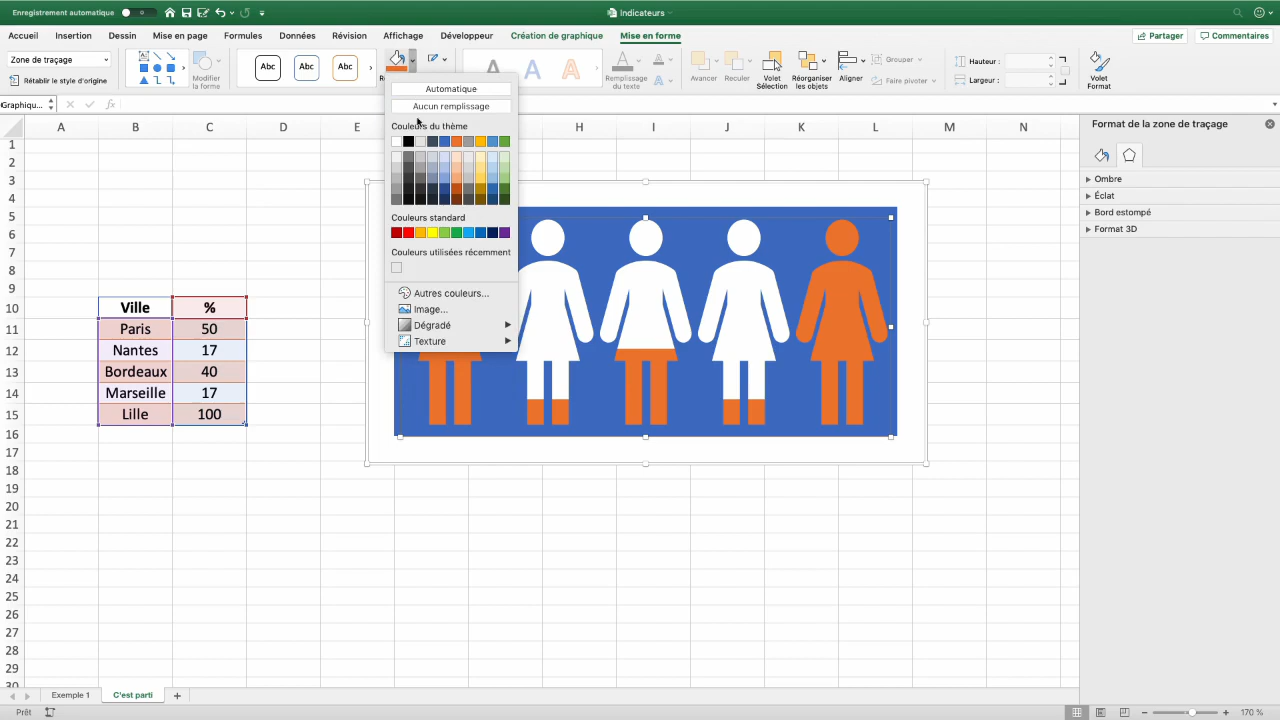 Enregistrement automatique
Indicateurs
Accueil Insertion Dessin Mise en page Formules Données Révision Affichage Développeur Création de graphique Mise en forme
Partager Commentaires
Zone de traçage
Rétablir le style d'origine
Modifier
la forme
Abc Abc Abc
A A A
Remplissage
du texte
Avancer Reculer
Volet
Sélection
Réorganiser
les objets
Aligner
Grouper
Faire pivoter
Hauteur :
Largeur :
Volet
Format
Graphiqu...
fx
Automatique
Aucun remplissage
Couleurs du thème
Couleurs standard
Couleurs utilisées récemment
Autres couleurs...
Image...
Dégradé
Texture
A B C D E H I J K L M N
1
2
3
4
5
6
7
8
9
10
11
12
13
14
15
16
17
18
19
20
21
22
23
24
25
26
27
28
29
30
Ville %
Paris 50
Nantes 17
Bordeaux 40
Marseille 17
Lille 100
Format de la zone de traçage
Ombre
Éclat
Bord estompé
Format 3D
Exemple 1 C'est parti +
Prêt
170 %